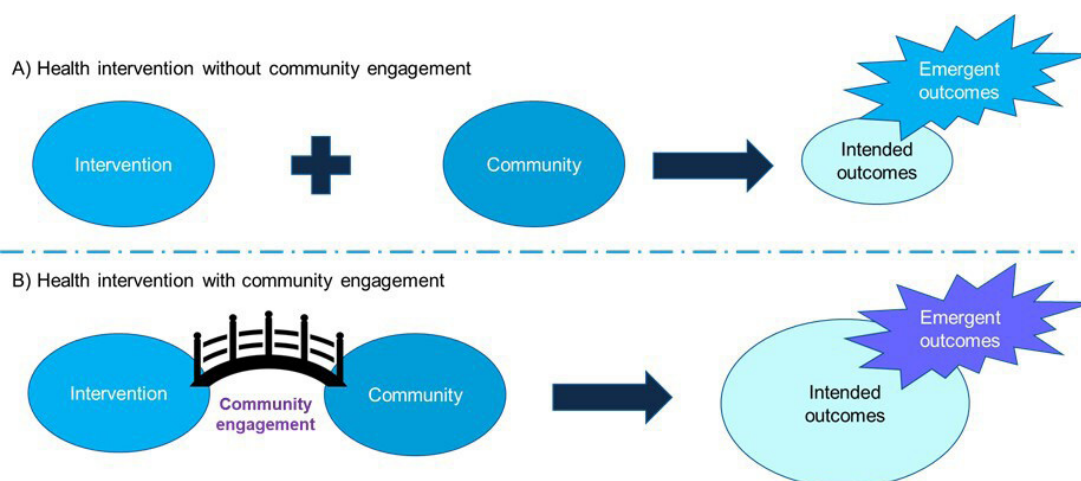 A) Health intervention without community engagement
Emergent
outcomes
Intervention
Community
Intended
outcomes
B) Health intervention with community engagement
Emergent
outcomes
Intervention
Community
engagement
Community
Intended
outcomes